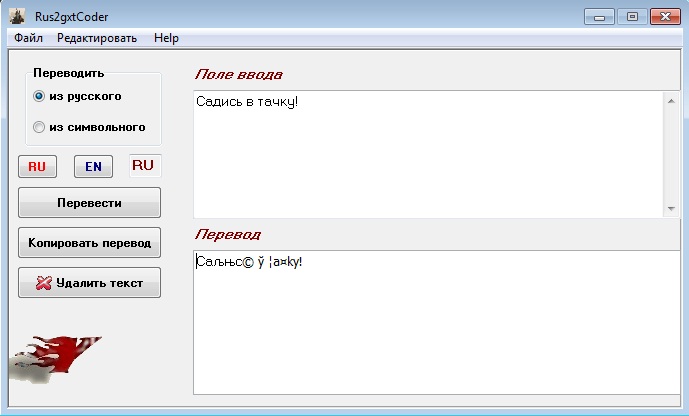 Rus2gxtCoder
Файл Редактировать Help
Переводить
из русского
из символьного
RU EN RU
Перевести
Копировать перевод
Удалить текст
Поле ввода
Садись в тачку!
Перевод
Саљњс© ў ¦a¤ky!